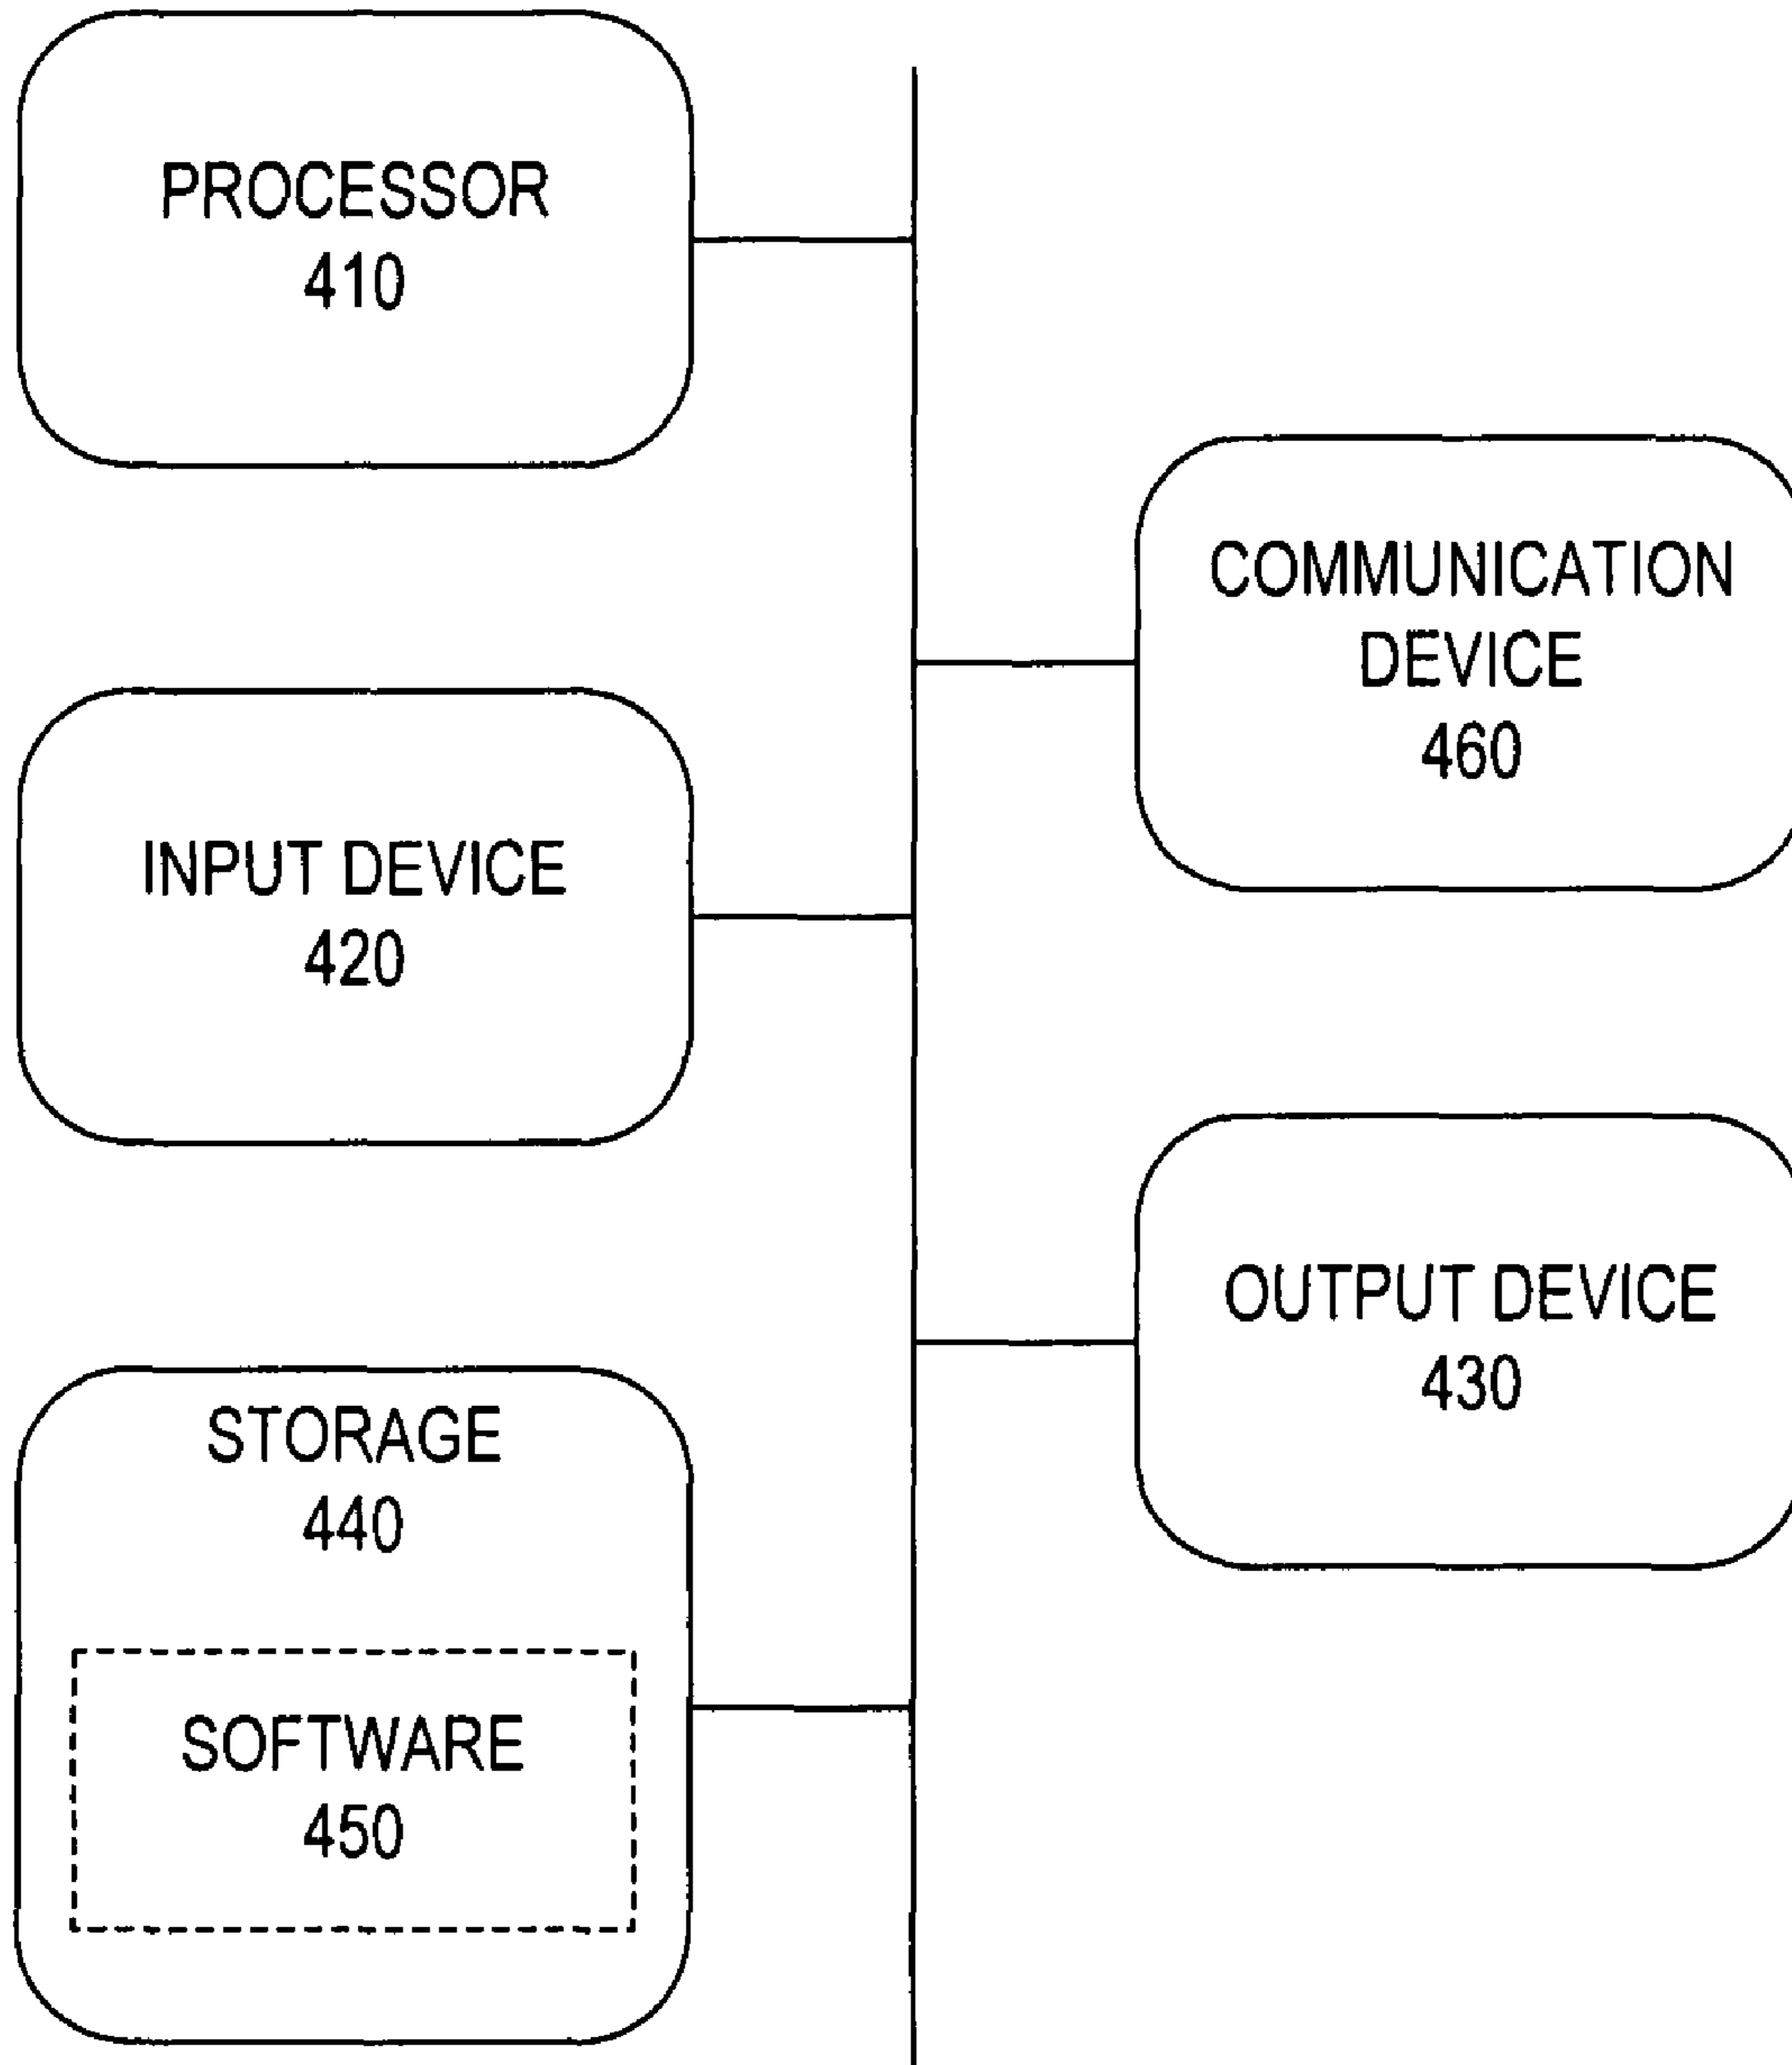 PROCESSOR
410
COMMUNICATION
DEVICE
460
INPUT DEVICE
420
OUTPUT DEVICE
430
STORAGE
440
SOFTWARE
450